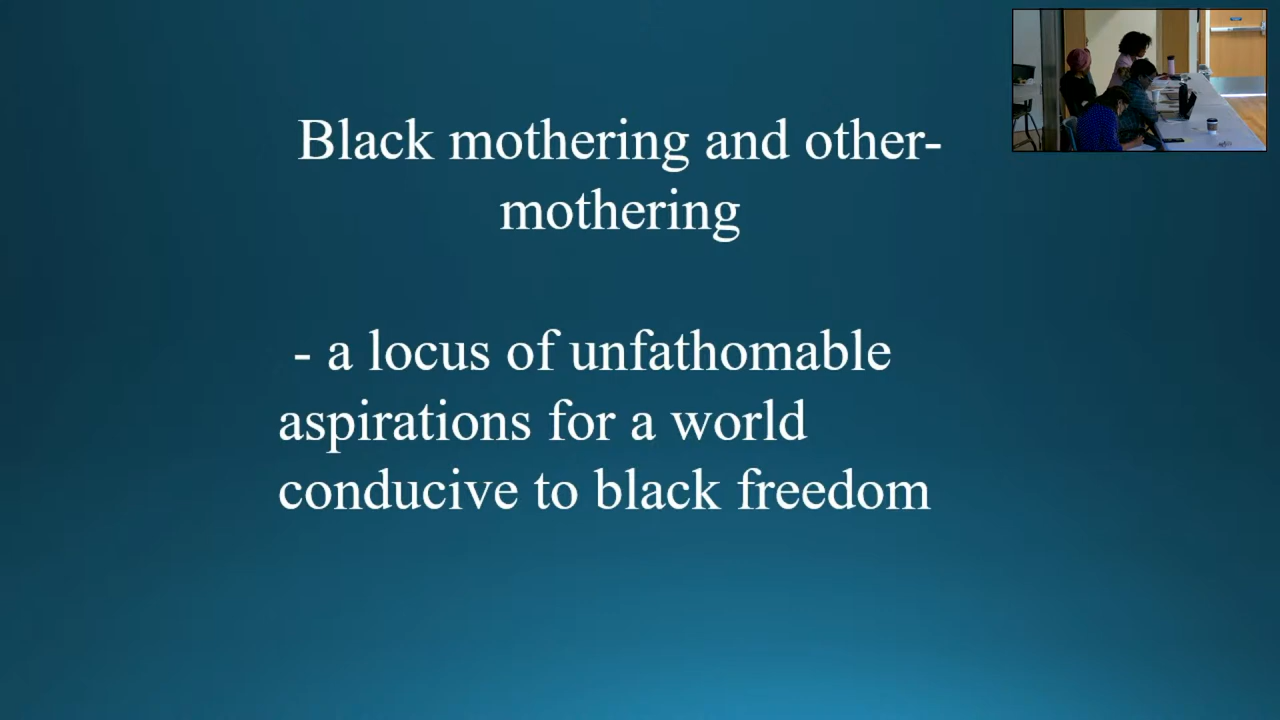 Black mothering and other-
mothering
- a locus of unfathomable
aspirations for a world
conducive to black freedom